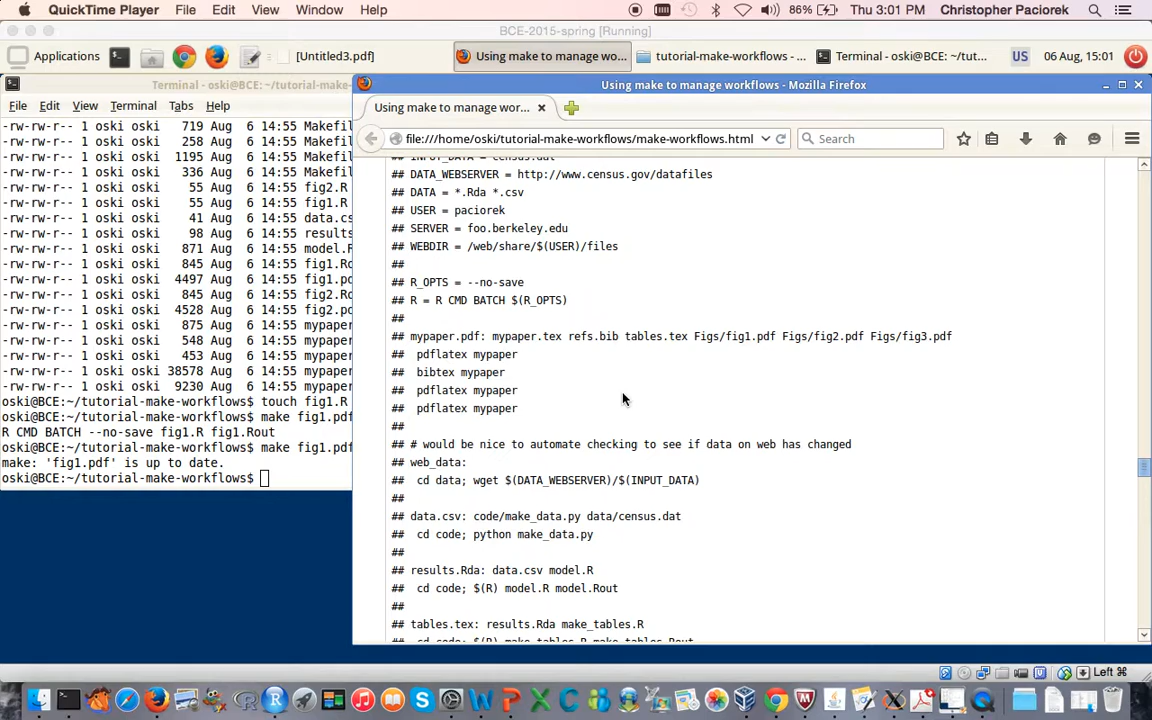 QuickTime Player File Edit View Window Help 86% Thu 3:01 PM Christopher Paciorek
BCE-2015-spring [Running]
Applications [Untitled3.pdf] Using make to manage wo... tutorial-make-workflows - ... Terminal - oski@BCE: ~/tut... US 06 Aug, 15:01
Terminal - oski@BCE: ~/tutorial-make-
File Edit View Terminal Tabs Help
-rw-rw-r-- 1 oski oski 719 Aug 6 14:55 Makefil
-rw-rw-r-- 1 oski oski 258 Aug 6 14:55 Makefil
-rw-rw-r-- 1 oski oski 1195 Aug 6 14:55 Makefil
-rw-rw-r-- 1 oski oski 336 Aug 6 14:55 Makefil
-rw-rw-r-- 1 oski oski 55 Aug 6 14:55 fig2.R
-rw-rw-r-- 1 oski oski 55 Aug 6 14:55 fig1.R
-rw-rw-r-- 1 oski oski 41 Aug 6 14:55 data.cs
-rw-rw-r-- 1 oski oski 98 Aug 6 14:55 results
-rw-rw-r-- 1 oski oski 871 Aug 6 14:55 model.R
-rw-rw-r-- 1 oski oski 845 Aug 6 14:55 fig1.Ro
-rw-rw-r-- 1 oski oski 4497 Aug 6 14:55 fig1.pd
-rw-rw-r-- 1 oski oski 845 Aug 6 14:55 fig2.Ro
-rw-rw-r-- 1 oski oski 4528 Aug 6 14:55 fig2.pd
-rw-rw-r-- 1 oski oski 875 Aug 6 14:55 mypaper
-rw-rw-r-- 1 oski oski 548 Aug 6 14:55 mypaper
-rw-rw-r-- 1 oski oski 453 Aug 6 14:55 mypaper
-rw-rw-r-- 1 oski oski 38578 Aug 6 14:55 mypaper
-rw-rw-r-- 1 oski oski 9230 Aug 6 14:55 mypaper
oski@BCE:~/tutorial-make-workflows$ touch fig1.R
oski@BCE:~/tutorial-make-workflows$ make fig1.pdf
R CMD BATCH --no-save fig1.R fig1.Rout
oski@BCE:~/tutorial-make-workflows$ make fig1.pdf
make: 'fig1.pdf' is up to date.
oski@BCE:~/tutorial-make-workflows$
Using make to manage workflows - Mozilla Firefox
Using make to manage wor...
file:///home/oski/tutorial-make-workflows/make-workflows.html Search
## INPUT_DATA = census.dat
## DATA_WEBSERVER = http://www.census.gov/datafiles
## DATA = *.Rda *.csv
## USER = paciorek
## SERVER = foo.berkeley.edu
## WEBDIR = /web/share/$(USER)/files
##
## R_OPTS = --no-save
## R = R CMD BATCH $(R_OPTS)
##
## mypaper.pdf: mypaper.tex refs.bib tables.tex Figs/fig1.pdf Figs/fig2.pdf Figs/fig3.pdf
## pdflatex mypaper
## bibtex mypaper
## pdflatex mypaper
## pdflatex mypaper
##
## # would be nice to automate checking to see if data on web has changed
## web_data:
## cd data; wget $(DATA_WEBSERVER)/$(INPUT_DATA)
##
## data.csv: code/make_data.py data/census.dat
## cd code; python make_data.py
##
## results.Rda: data.csv model.R
## cd code; $(R) model.R model.Rout
##
## tables.tex: results.Rda make_tables.R
## cd code; $(R) make_tables.R make_tables.Rout
Left ⌘